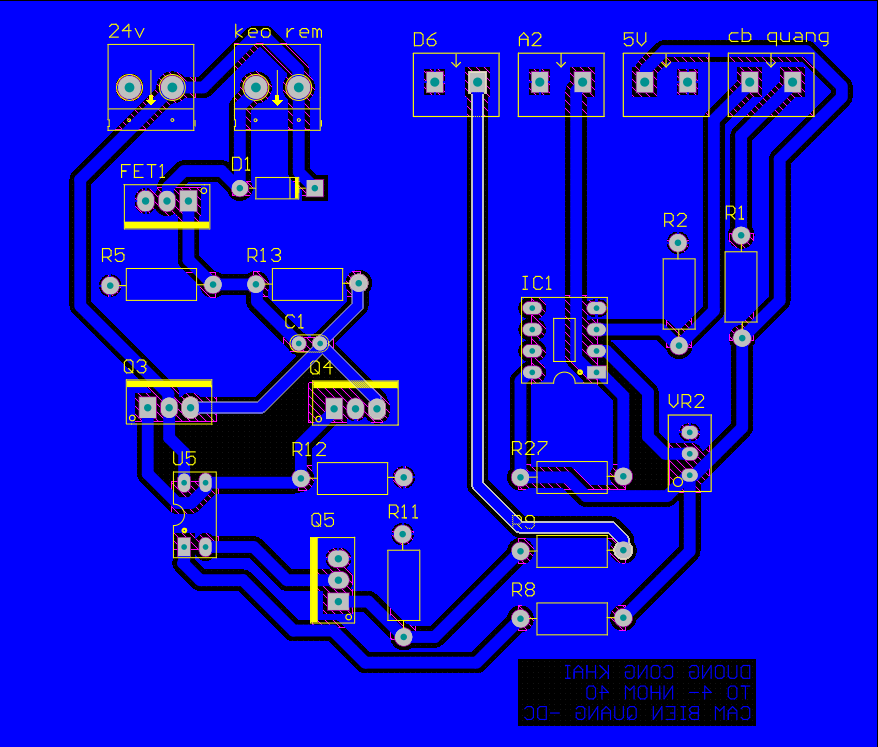 24v keo rem D6 A2 5V cb quang
D1
FET1
R2 R1
R5 R13
IC1
C1
Q3 Q4
VR2
R12 R27
U5
R11
Q5 R9
R8
DUONG CONG KHAI
TO 4- NHOM 40
CAM BIEN QUANG -DC-